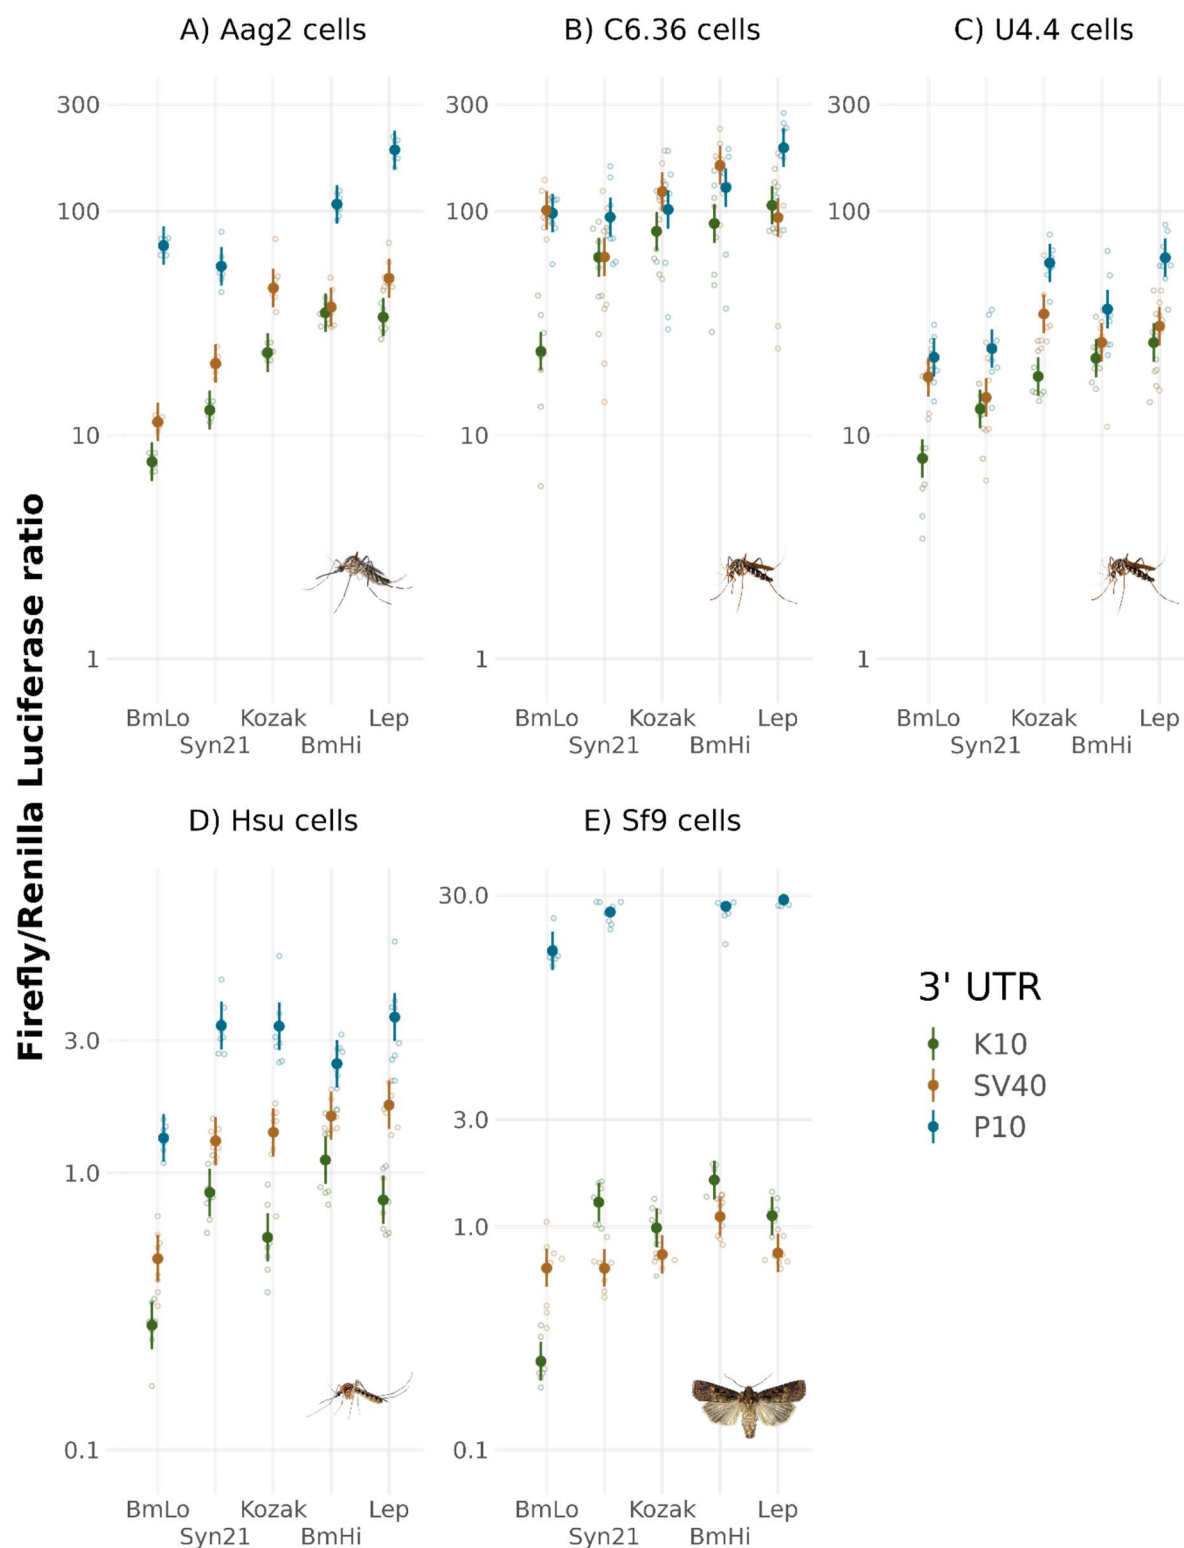 A) Aag2 cells
B) C6.36 cells
C) U4.4 cells
300
100
10
1
300
100
10
1
300
100
10
1
BmLo Kozak Lep
Syn21 BmHi
BmLo Kozak Lep
Syn21 BmHi
BmLo Kozak Lep
Syn21 BmHi
Firefly/Renilla Luciferase ratio
D) Hsu cells
E) Sf9 cells
3.0
1.0
0.1
30.0
3.0
1.0
0.1
BmLo Kozak Lep
Syn21 BmHi
BmLo Kozak Lep
Syn21 BmHi
3' UTR
K10
SV40
P10